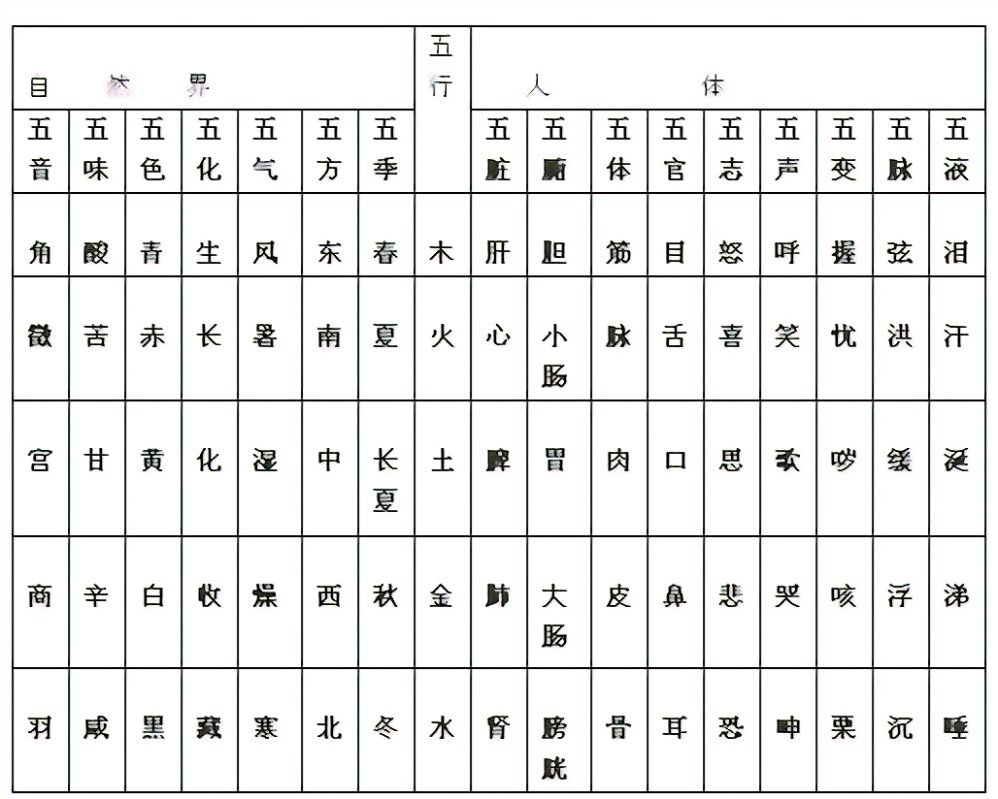 自然界 五行 人体
五音 五味 五色 五化 五气 五方 五季 五脏 五腑 五体 五官 五志 五声 五变 五脉 五液
角 酸 青 生 风 东 春 木 肝 胆 筋 目 怒 呼 握 弦 泪
徵 苦 赤 长 暑 南 夏 火 心 小肠 脉 舌 喜 笑 忧 洪 汗
宫 甘 黄 化 湿 中 长夏 土 脾 胃 肉 口 思 歌 哕 缓 涎
商 辛 白 收 燥 西 秋 金 肺 大肠 皮 鼻 悲 哭 咳 浮 涕
羽 咸 黑 藏 寒 北 冬 水 肾 膀胱 骨 耳 恐 呻 栗 沉 唾